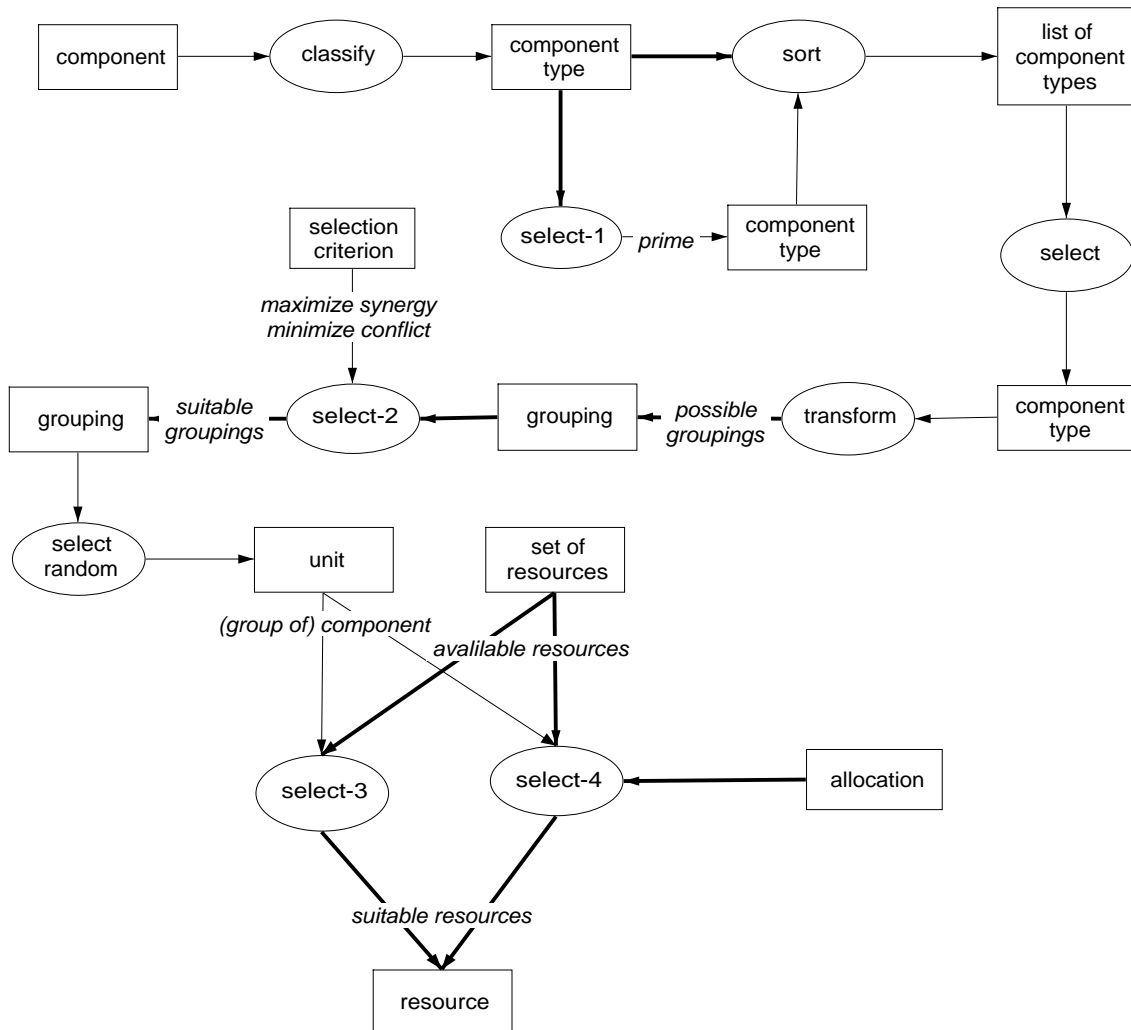 component
classify
component
type
sort
list of
component
types
selection
criterion
select-1
prime
component
type
select
maximize synergy
minimize conflict
grouping
suitable
groupings
select-2
grouping
possible
groupings
transform
component
type
select
random
unit
set of
resources
(group of) component
avalilable resources
select-3
select-4
allocation
suitable resources
resource